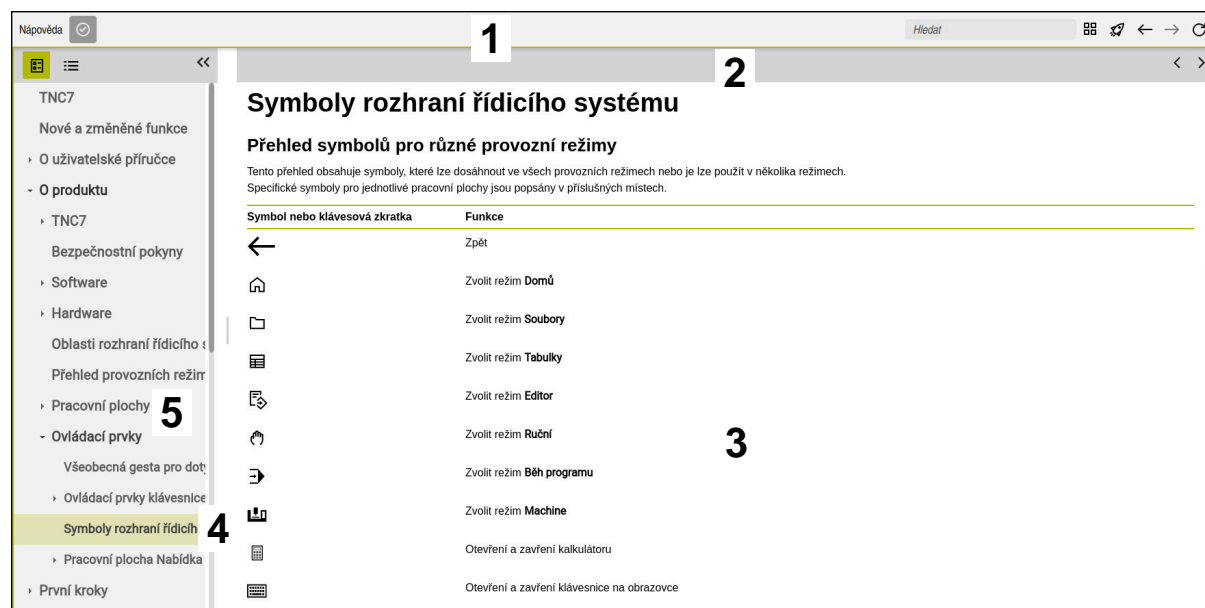 Nápověda
1
Hledat
2
TNC7
Nové a změněné funkce
O uživatelské příručce
O produktu
TNC7
Bezpečnostní pokyny
Software
Hardware
Oblasti rozhraní řídicího s
Přehled provozních režim
Pracovní plochy
5
Ovládací prvky
Všeobecná gesta pro doty
Ovládací prvky klávesnice
Symboly rozhraní řídicíh
4
Pracovní plocha Nabídka
První kroky
Symboly rozhraní řídicího systému
Přehled symbolů pro různé provozní režimy
Tento přehled obsahuje symboly, které lze dosáhnout ve všech provozních režimech nebo je lze použít v několika režimech.
Specifické symboly pro jednotlivé pracovní plochy jsou popsány v příslušných místech.
Symbol nebo klávesová zkratka Funkce
Zpět
Zvolit režim Domů
Zvolit režim Soubory
Zvolit režim Tabulky
Zvolit režim Editor
Zvolit režim Ruční
3
Zvolit režim Běh programu
Zvolit režim Machine
Otevření a zavření kalkulátoru
Otevření a zavření klávesnice na obrazovce